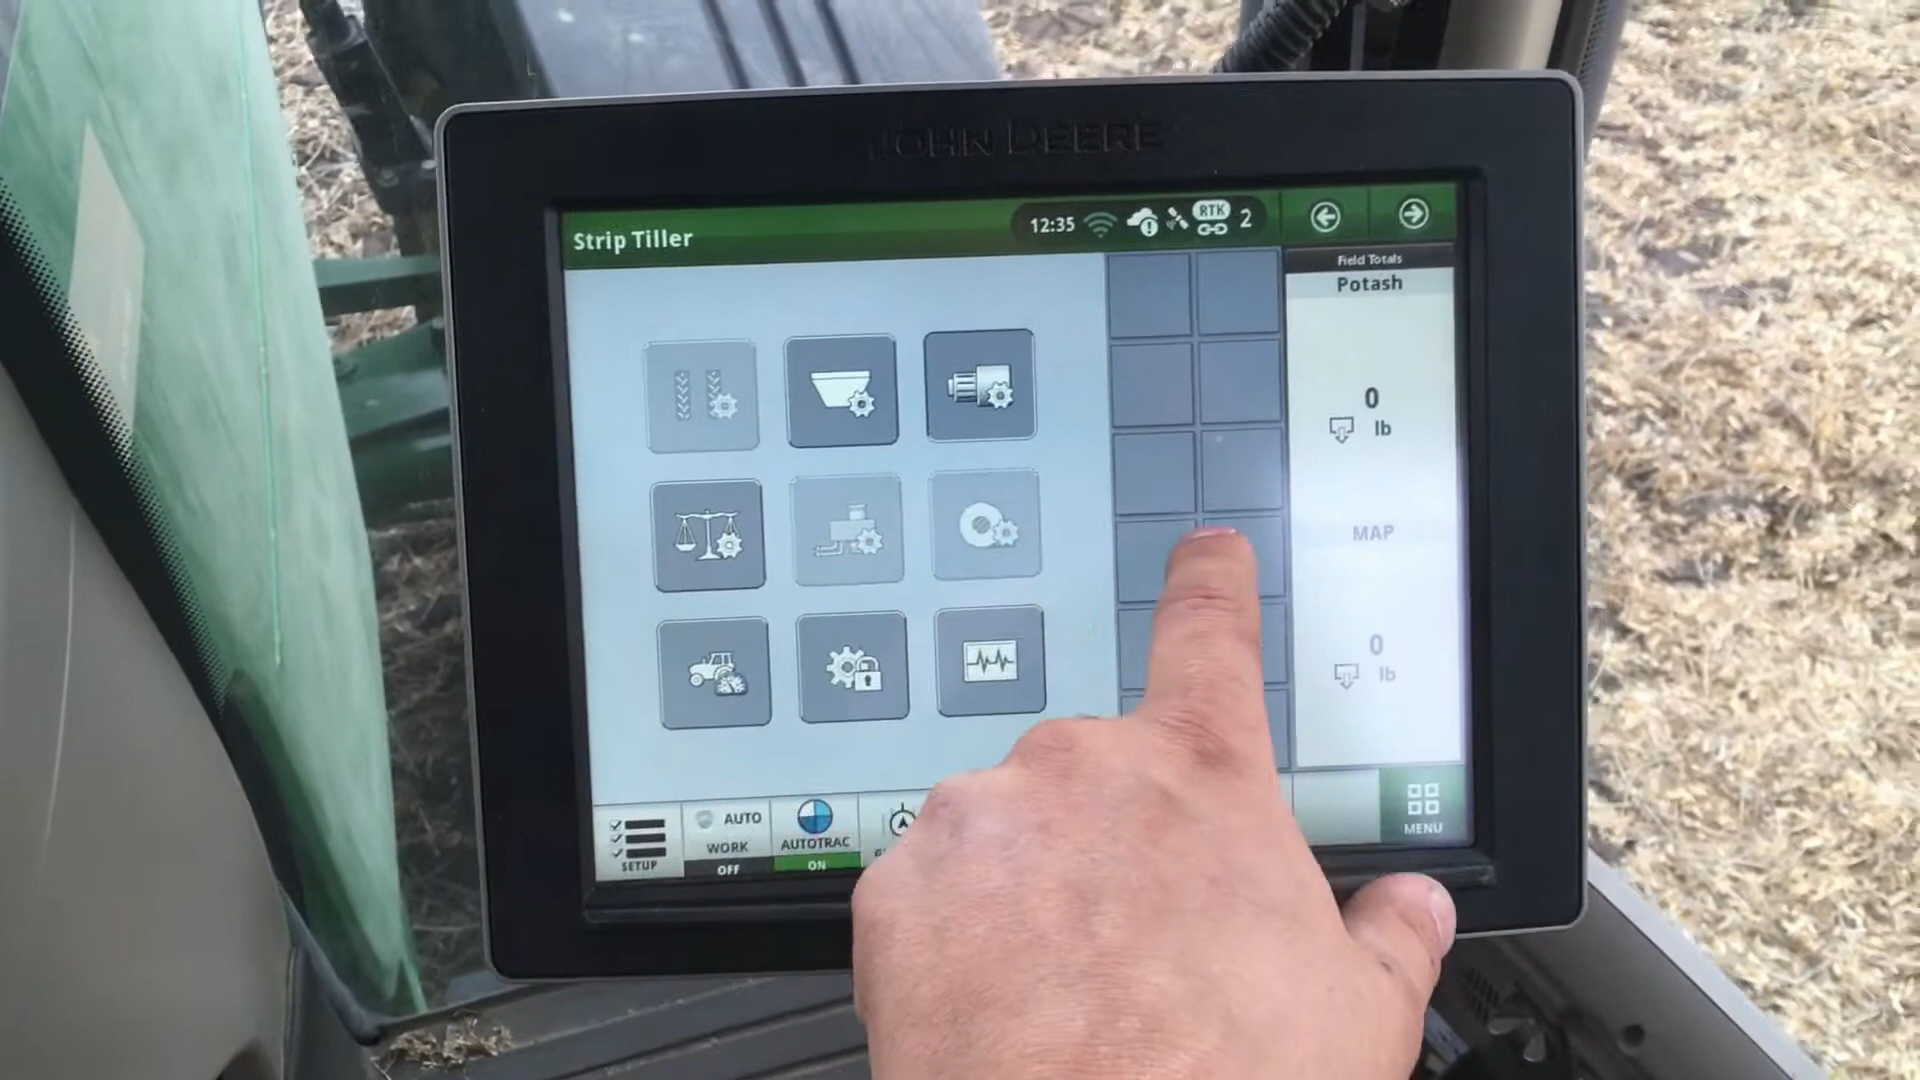 JOHN DEERE
Strip Tiller
12:35
RTK
2
Field Totals
Potash
0
lb
MAP
0
lb
SETUP
AUTO
WORK
OFF
AUTOTRAC
ON
MENU